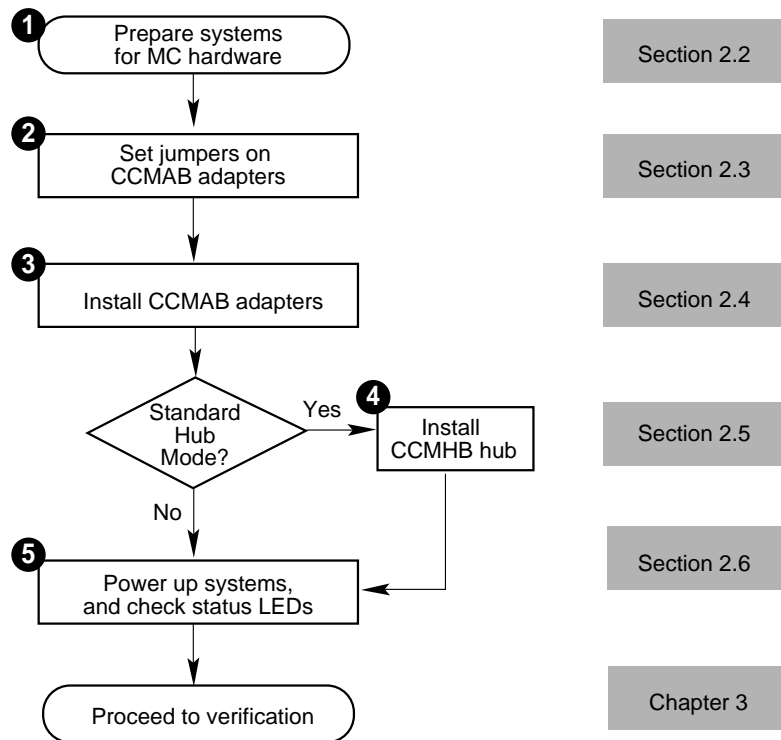 1
Prepare systems
for MC hardware
Section 2.2
2
Set jumpers on
CCMAB adapters
Section 2.3
3
Install CCMAB adapters
Section 2.4
Standard
Hub
Mode?
Yes
4
Install
CCMHB hub
Section 2.5
No
5
Power up systems,
and check status LEDs
Section 2.6
Proceed to verification
Chapter 3